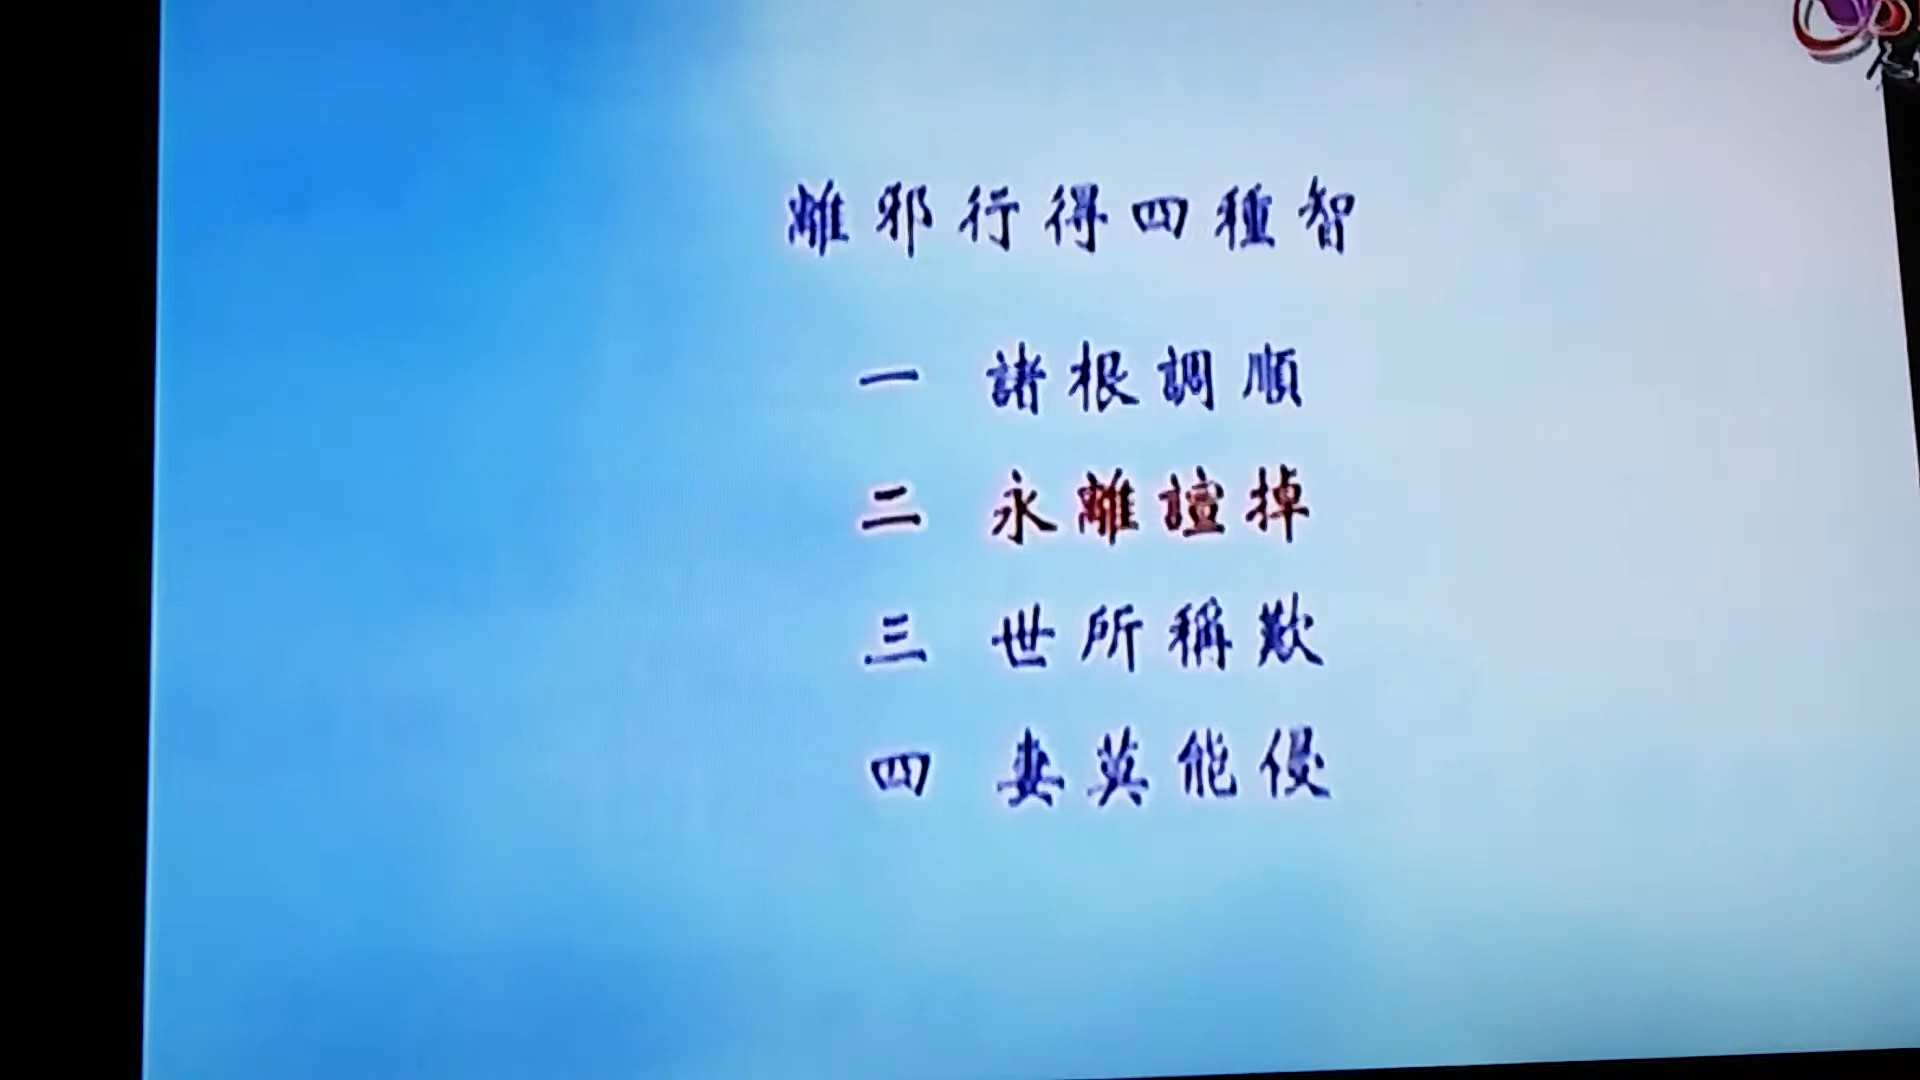 離邪行得四種智
一 諸根調順
二 永離諠掉
三 世所稱歎
四 妻莫能侵